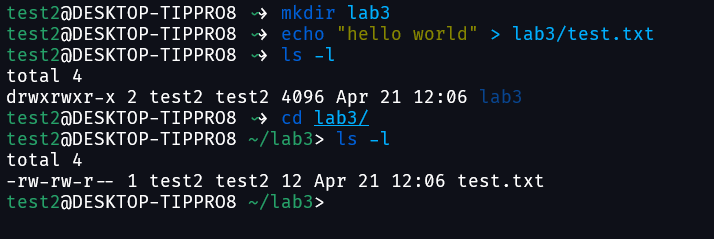 test2@DESKTOP-TIPPRO8 ~> mkdir lab3
test2@DESKTOP-TIPPRO8 ~> echo "hello world" > lab3/test.txt
test2@DESKTOP-TIPPRO8 ~> ls -l
total 4
drwxrwxr-x 2 test2 test2 4096 Apr 21 12:06 lab3
test2@DESKTOP-TIPPRO8 ~> cd lab3/
test2@DESKTOP-TIPPRO8 ~/lab3> ls -l
total 4
-rw-rw-r-- 1 test2 test2 12 Apr 21 12:06 test.txt
test2@DESKTOP-TIPPRO8 ~/lab3>